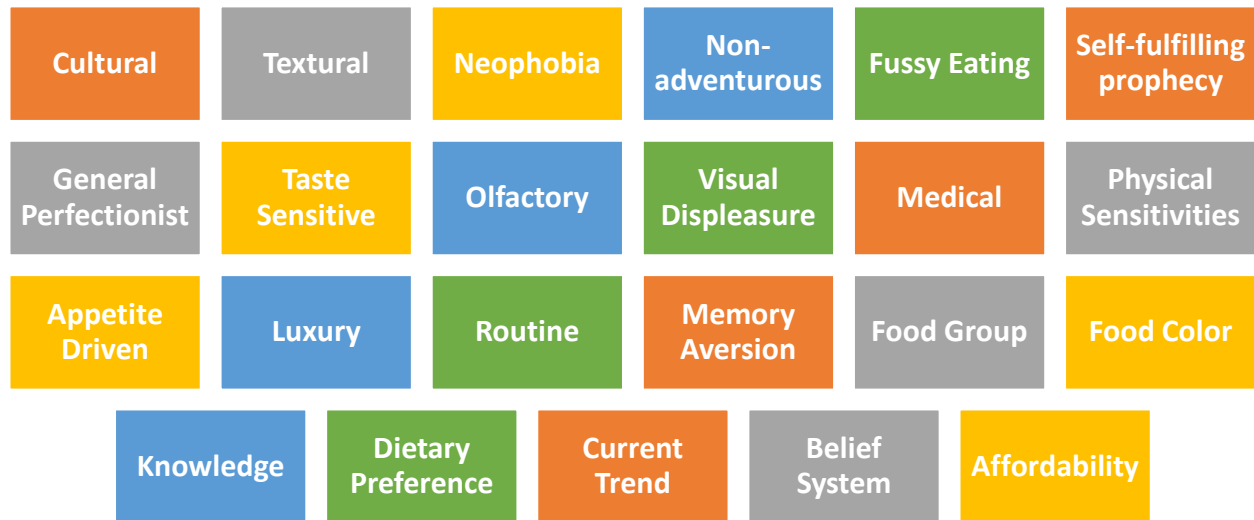 Cultural
Textural
Neophobia
Non-
adventurous
Fussy Eating
Self-fulfilling
prophecy
General
Perfectionist
Taste
Sensitive
Olfactory
Visual
Displeasure
Medical
Physical
Sensitivities
Appetite
Driven
Luxury
Routine
Memory
Aversion
Food Group
Food Color
Knowledge
Dietary
Preference
Current
Trend
Belief
System
Affordability